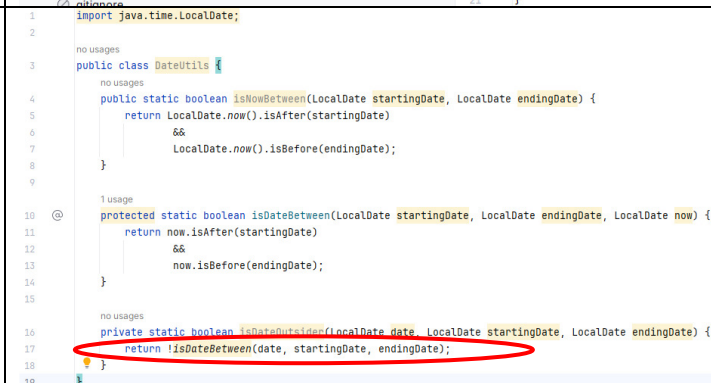 gitignore
21 }
1 import java.time.LocalDate;
2
no usages
3 public class DateUtils {
no usages
4 public static boolean isNowBetween(LocalDate startingDate, LocalDate endingDate) {
5 return LocalDate.now().isAfter(startingDate)
6 &&
7 LocalDate.now().isBefore(endingDate);
8 }
9
1 usage
10 @ protected static boolean isDateBetween(LocalDate startingDate, LocalDate endingDate, LocalDate now) {
11 return now.isAfter(startingDate)
12 &&
13 now.isBefore(endingDate);
14 }
15
no usages
16 private static boolean isDateOutsider(LocalDate date, LocalDate startingDate, LocalDate endingDate) {
17 return !isDateBetween(date, startingDate, endingDate);
18 }
19 }